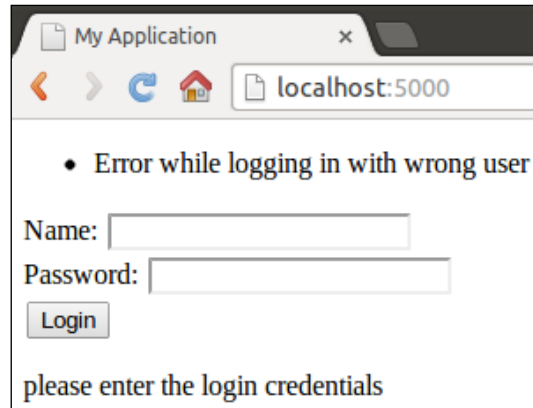 My Application
localhost:5000
Error while logging in with wrong user
Name:
Password:
Login
please enter the login credentials